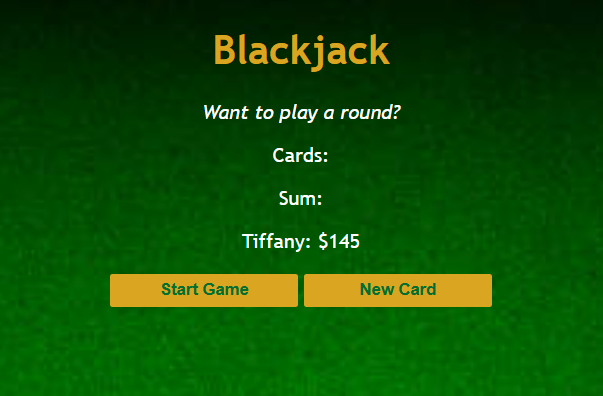 Blackjack
Want to play a round?
Cards:
Sum:
Tiffany: $145
Start Game New Card